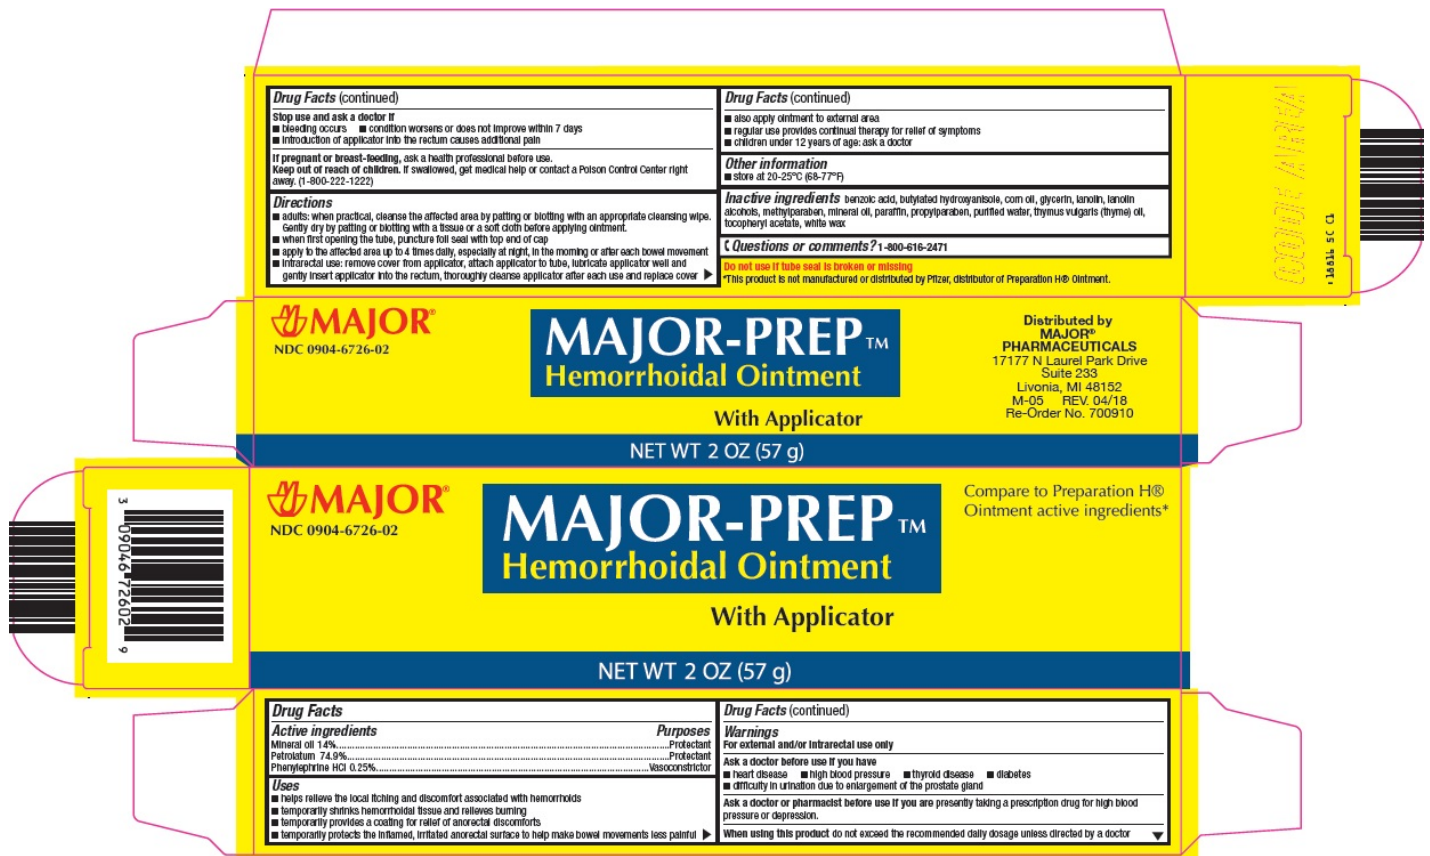 Drug Facts (continued)
Stop use and ask a doctor if
■ bleeding occurs ■ condition worsens or does not improve within 7 days
■ introduction of applicator into the rectum causes additional pain
If pregnant or breast-feeding, ask a health professional before use.
Keep out of reach of children. If swallowed, get medical help or contact a Poison Control Center right
away. (1-800-222-1222)
Directions
■ adults: when practical, cleanse the affected area by patting or blotting with an appropriate cleansing wipe.
Gently dry by patting or blotting with a tissue or a soft cloth before applying ointment.
■ when first opening the tube, puncture foil seal with top end of cap
■ apply to the affected area up to 4 times daily, especially at night, in the morning or after each bowel movement
■ intrarectal use: remove cover from applicator, attach applicator to tube, lubricate applicator well and
gently insert applicator into the rectum, thoroughly cleanse applicator after each use and replace cover
Drug Facts (continued)
■ also apply ointment to external area
■ regular use provides continual therapy for relief of symptoms
■ children under 12 years of age: ask a doctor
Other information
■ store at 20-25°C (68-77°F)
Inactive ingredients benzoic acid, butylated hydroxyanisole, corn oil, glycerin, lanolin, lanolin
alcohols, methylparaben, mineral oil, paraffin, propylparaben, purified water, thymus vulgaris (thyme) oil,
tocopheryl acetate, white wax
Questions or comments? 1-800-616-2471
Do not use if tube seal is broken or missing
*This product is not manufactured or distributed by Pfizer, distributor of Preparation H® Ointment.
5C C1
MAJOR®
NDC 0904-6726-02
MAJOR-PREP™
Hemorrhoidal Ointment
With Applicator
Distributed by
MAJOR®
PHARMACEUTICALS
17177 N Laurel Park Drive
Suite 233
Livonia, MI 48152
M-05 REV. 04/18
Re-Order No. 700910
NET WT 2 OZ (57 g)
3 09046 72602 9
MAJOR®
NDC 0904-6726-02
MAJOR-PREP™
Hemorrhoidal Ointment
With Applicator
Compare to Preparation H®
Ointment active ingredients*
NET WT 2 OZ (57 g)
Drug Facts
Active ingredients Purposes
Mineral oil 14%...Protectant
Petrolatum 74.9%...Protectant
Phenylephrine HCl 0.25%...Vasoconstrictor
Uses
■ helps relieve the local itching and discomfort associated with hemorrhoids
■ temporarily shrinks hemorrhoidal tissue and relieves burning
■ temporarily provides a coating for relief of anorectal discomforts
■ temporarily protects the inflamed, irritated anorectal surface to help make bowel movements less painful
Drug Facts (continued)
Warnings
For external and/or intrarectal use only
Ask a doctor before use if you have
■ heart disease ■ high blood pressure ■ thyroid disease ■ diabetes
■ difficulty in urination due to enlargement of the prostate gland
Ask a doctor or pharmacist before use if you are presently taking a prescription drug for high blood
pressure or depression.
When using this product do not exceed the recommended daily dosage unless directed by a doctor